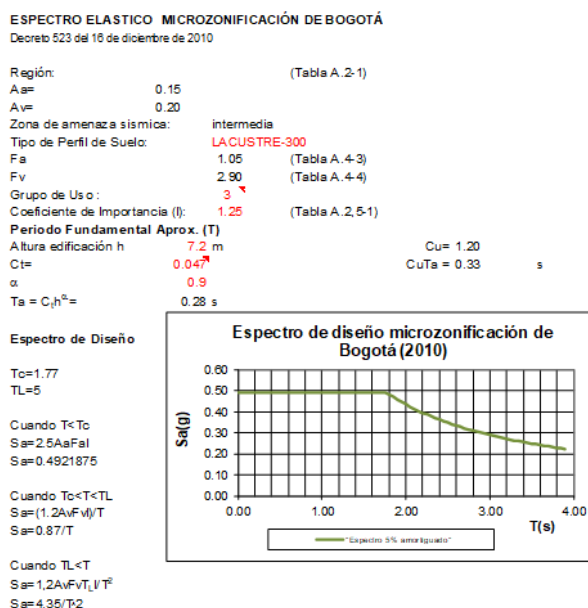 ESPECTRO ELASTICO MICROZONIFICACIÓN DE BOGOTÁ
Decreto 523 del 16 de diciembre de 2010
Región: (Tabla A.2-1)
Aa= 0.15
Av= 0.20
Zona de amenaza sísmica: intermedia
Tipo de Perfil de Suelo: LACUSTRE-300
Fa 1.05 (Tabla A.4-3)
Fv 2.90 (Tabla A.4-4)
Grupo de Uso: 3
Coeficiente de Importancia (I): 1.25 (Tabla A.2,5-1)
Periodo Fundamental Aprox. (T)
Altura edificación h 7.2 m Cu= 1.20
Ct= 0.047 CuTa = 0.33 s
α 0.9
Ta = Cₜhᵅ= 0.28 s
Espectro de Diseño
Tc=1.77
TL=5
Cuando T<Tc
Sa=2.5AaFaI
Sa=0.4921875
Cuando Tc<T<TL
Sa=(1.2AvFvI)/T
Sa=0.87/T
Cuando TL<T
Sa=1,2AvFvTLI/T²
Sa=4.35/T^2
Espectro de diseño microzonificación de
Bogotá (2010)
Sa(g)
0.60
0.50
0.40
0.30
0.20
0.10
0.00
0.00 1.00 2.00 3.00 4.00
T(s)
"Espectro 5% amortiguado"